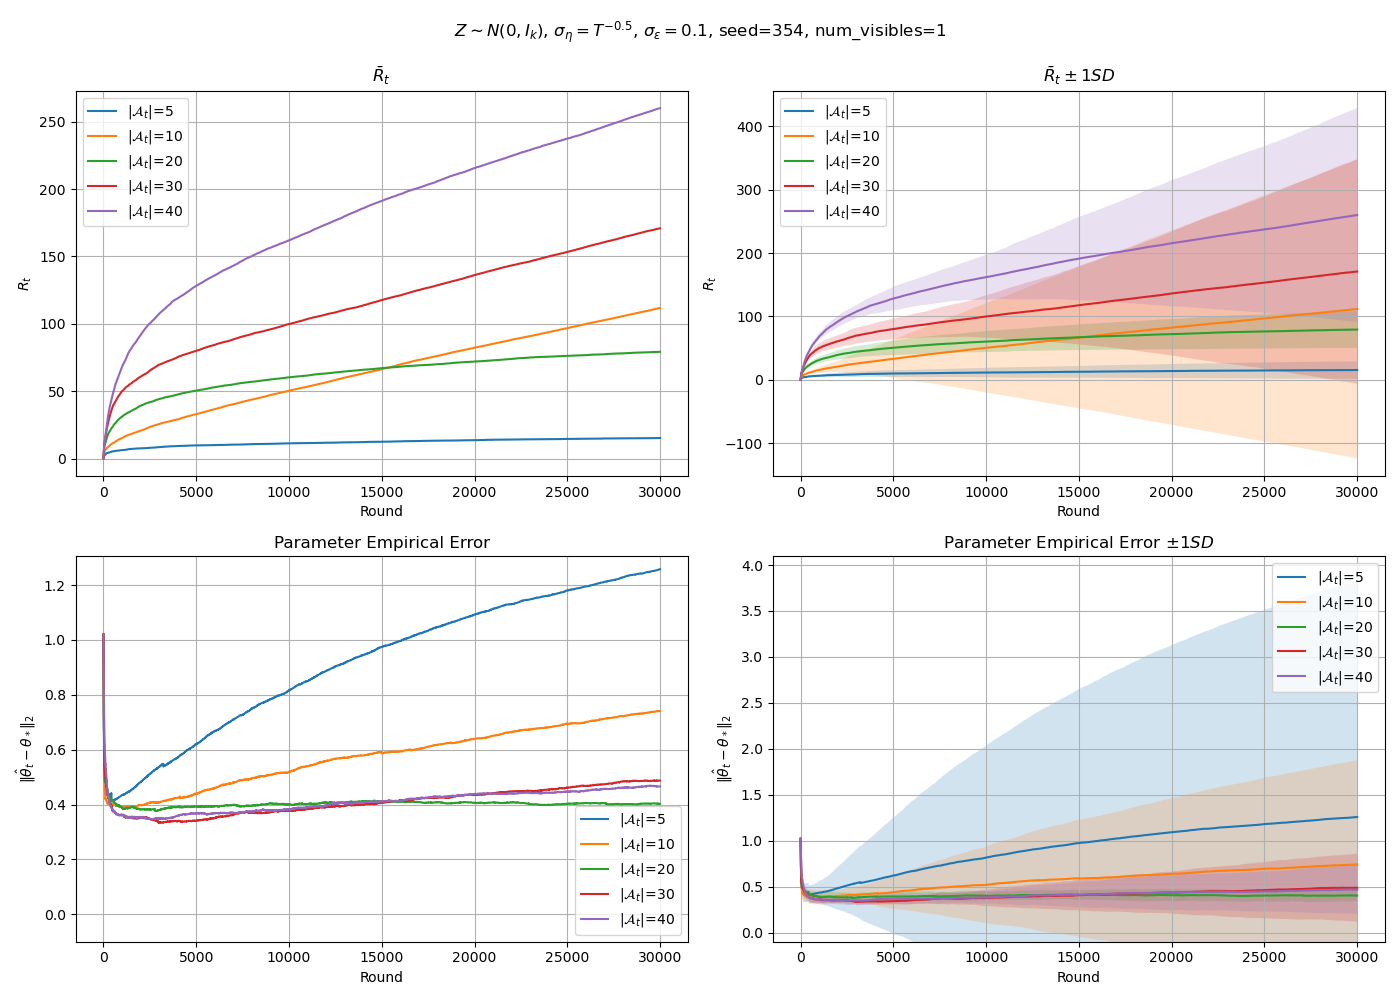 Z ~ N(0, I_k), σ_η = T^{−0.5}, σ_ε = 0.1, seed=354, num_visibles=1
R̄_t
|𝒜_t|=5
|𝒜_t|=10
|𝒜_t|=20
|𝒜_t|=30
|𝒜_t|=40
250
200
150
100
50
0
R_t
0 5000 10000 15000 20000 25000 30000
Round
R̄_t ± 1SD
|𝒜_t|=5
|𝒜_t|=10
|𝒜_t|=20
|𝒜_t|=30
|𝒜_t|=40
400
300
200
100
0
−100
R_t
0 5000 10000 15000 20000 25000 30000
Round
Parameter Empirical Error
1.2
1.0
0.8
0.6
0.4
0.2
0.0
‖θ̂_t − θ_*‖_2
|𝒜_t|=5
|𝒜_t|=10
|𝒜_t|=20
|𝒜_t|=30
|𝒜_t|=40
0 5000 10000 15000 20000 25000 30000
Round
Parameter Empirical Error ±1SD
4.0
3.5
3.0
2.5
2.0
1.5
1.0
0.5
0.0
‖θ̂_t − θ_*‖_2
|𝒜_t|=5
|𝒜_t|=10
|𝒜_t|=20
|𝒜_t|=30
|𝒜_t|=40
0 5000 10000 15000 20000 25000 30000
Round